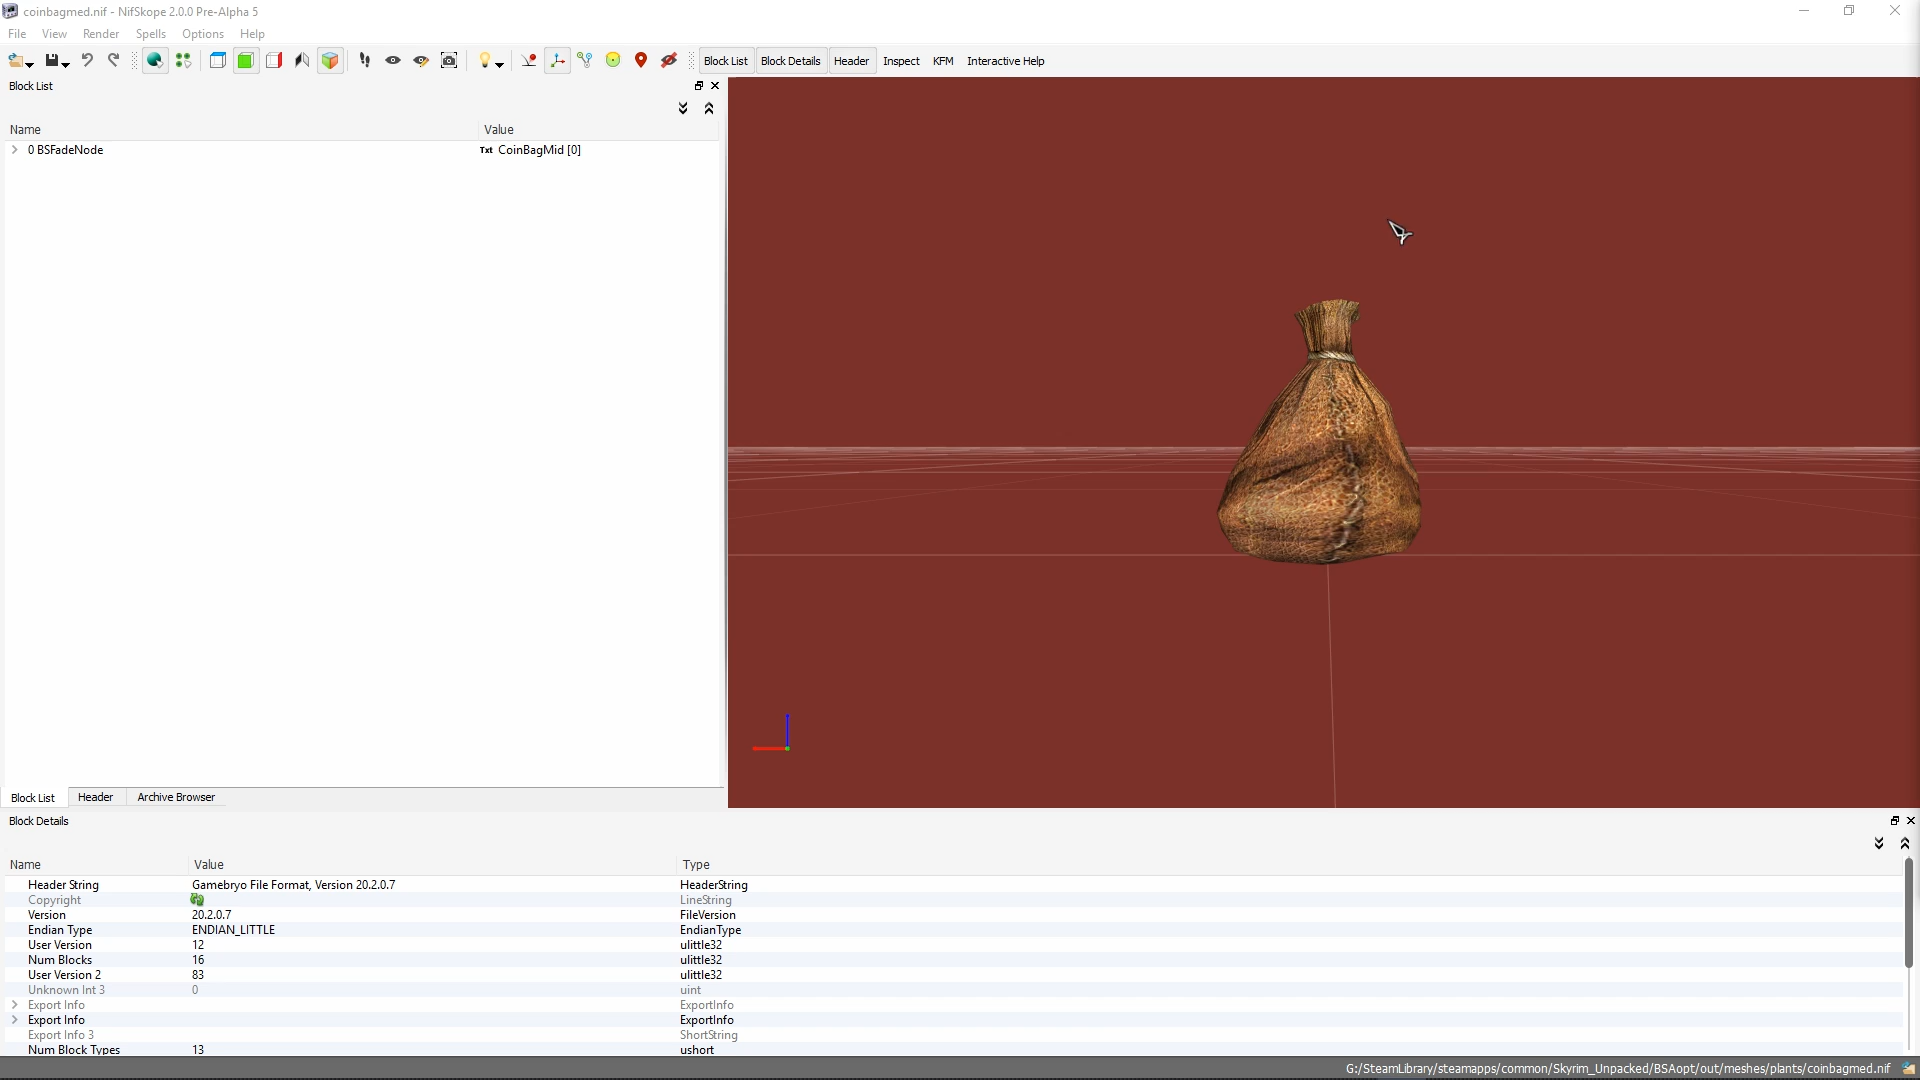 coinbagmed.nif - NifSkope 2.0.0 Pre-Alpha 5
File View Render Spells Options Help
Block List Block Details Header Inspect KFM Interactive Help
Block List
Name Value
0 BSFadeNode Txt CoinBagMid [0]
Block List Header Archive Browser
Block Details
Name Value Type
Header String Gamebryo File Format, Version 20.2.0.7 HeaderString
Copyright LineString
Version 20.2.0.7 FileVersion
Endian Type ENDIAN_LITTLE EndianType
User Version 12 ulittle32
Num Blocks 16 ulittle32
User Version 2 83 ulittle32
Unknown Int 3 0 uint
Export Info ExportInfo
Export Info ExportInfo
Export Info 3 ShortString
Num Block Types 13 ushort
G:/SteamLibrary/steamapps/common/Skyrim_Unpacked/BSAopt/out/meshes/plants/coinbagmed.nif